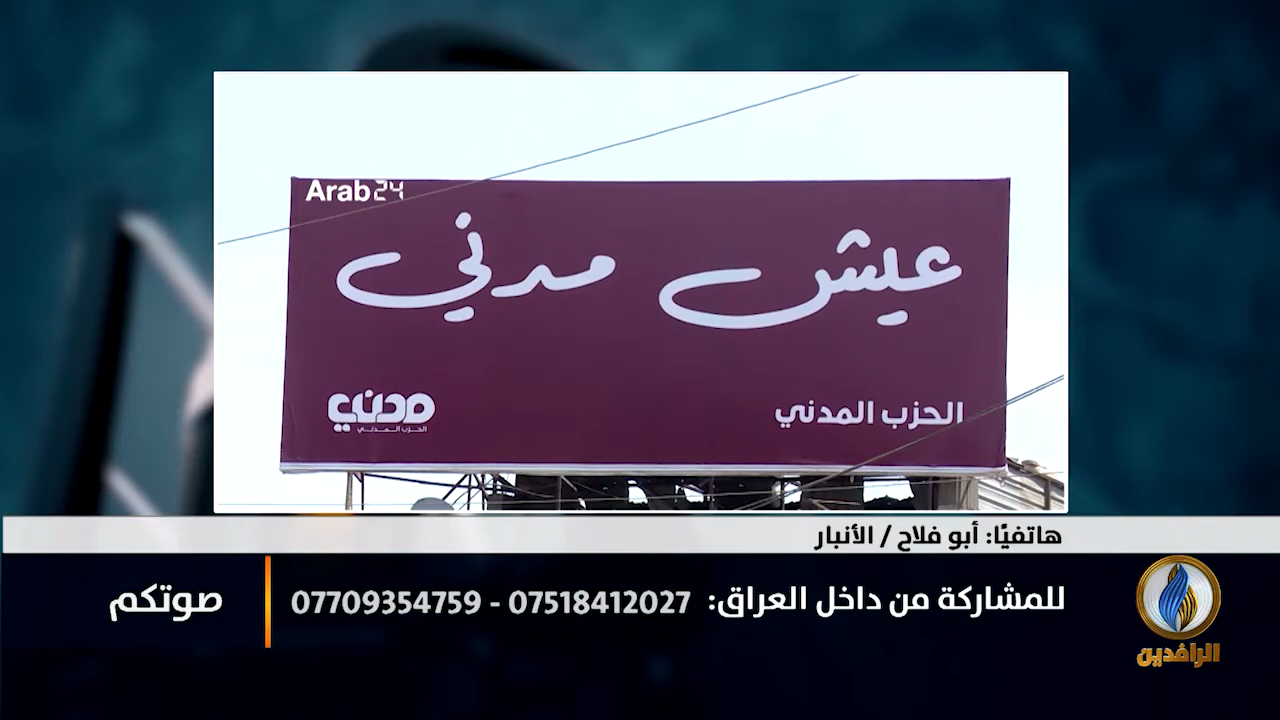 Arab24
عيش مدني
الحزب المدني
مدني
الحزب المدني
هاتفيًا: أبو فلاح / الأنبار
للمشاركة من داخل العراق: 07518412027 - 07709354759
صوتكم
الرافدين